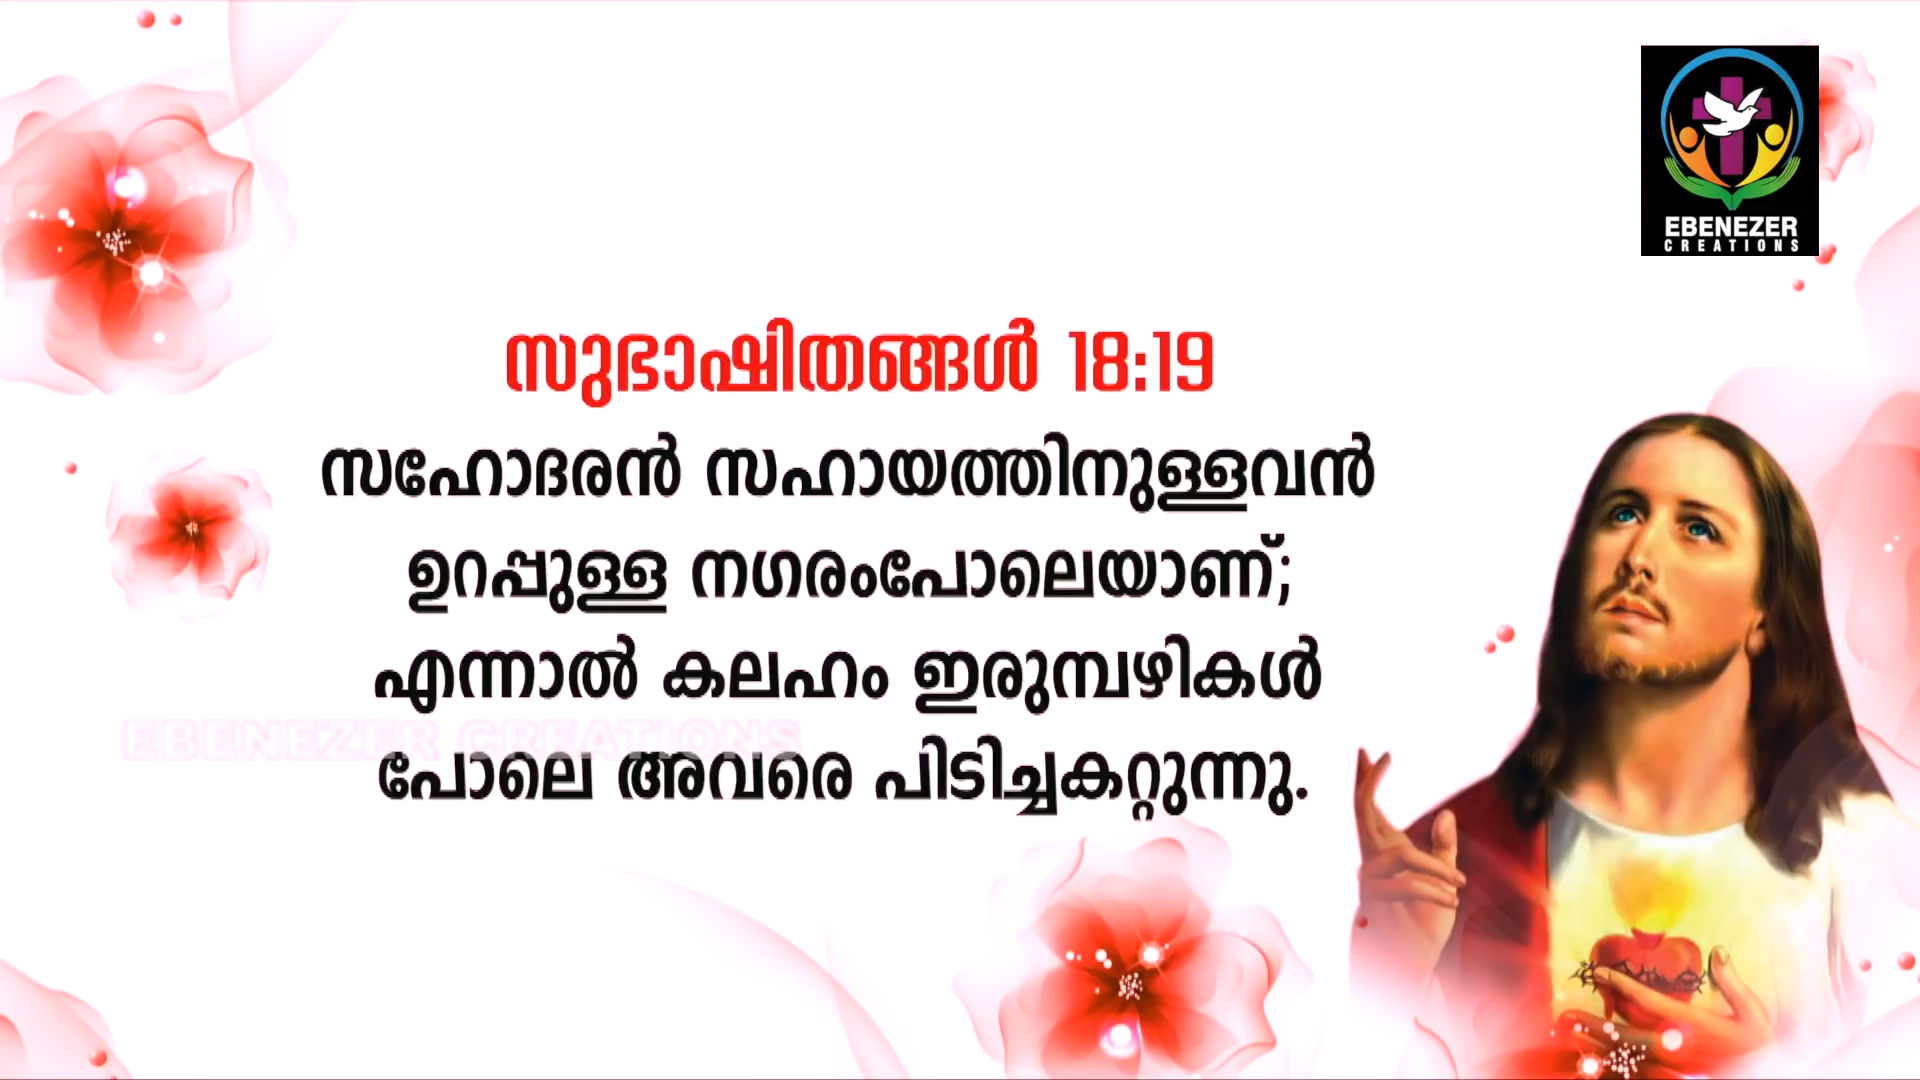 EBENEZER
CREATIONS
സുഭാഷിതങ്ങൾ 18:19
സഹോദരൻ സഹായത്തിനുള്ളവൻ
ഉറപ്പുള്ള നഗരംപോലെയാണ്;
എന്നാൽ കലഹം ഇരുമ്പഴികൾ
EBENEZER CREATIONS
പോലെ അവരെ പിടിച്ചകറ്റുന്നു.